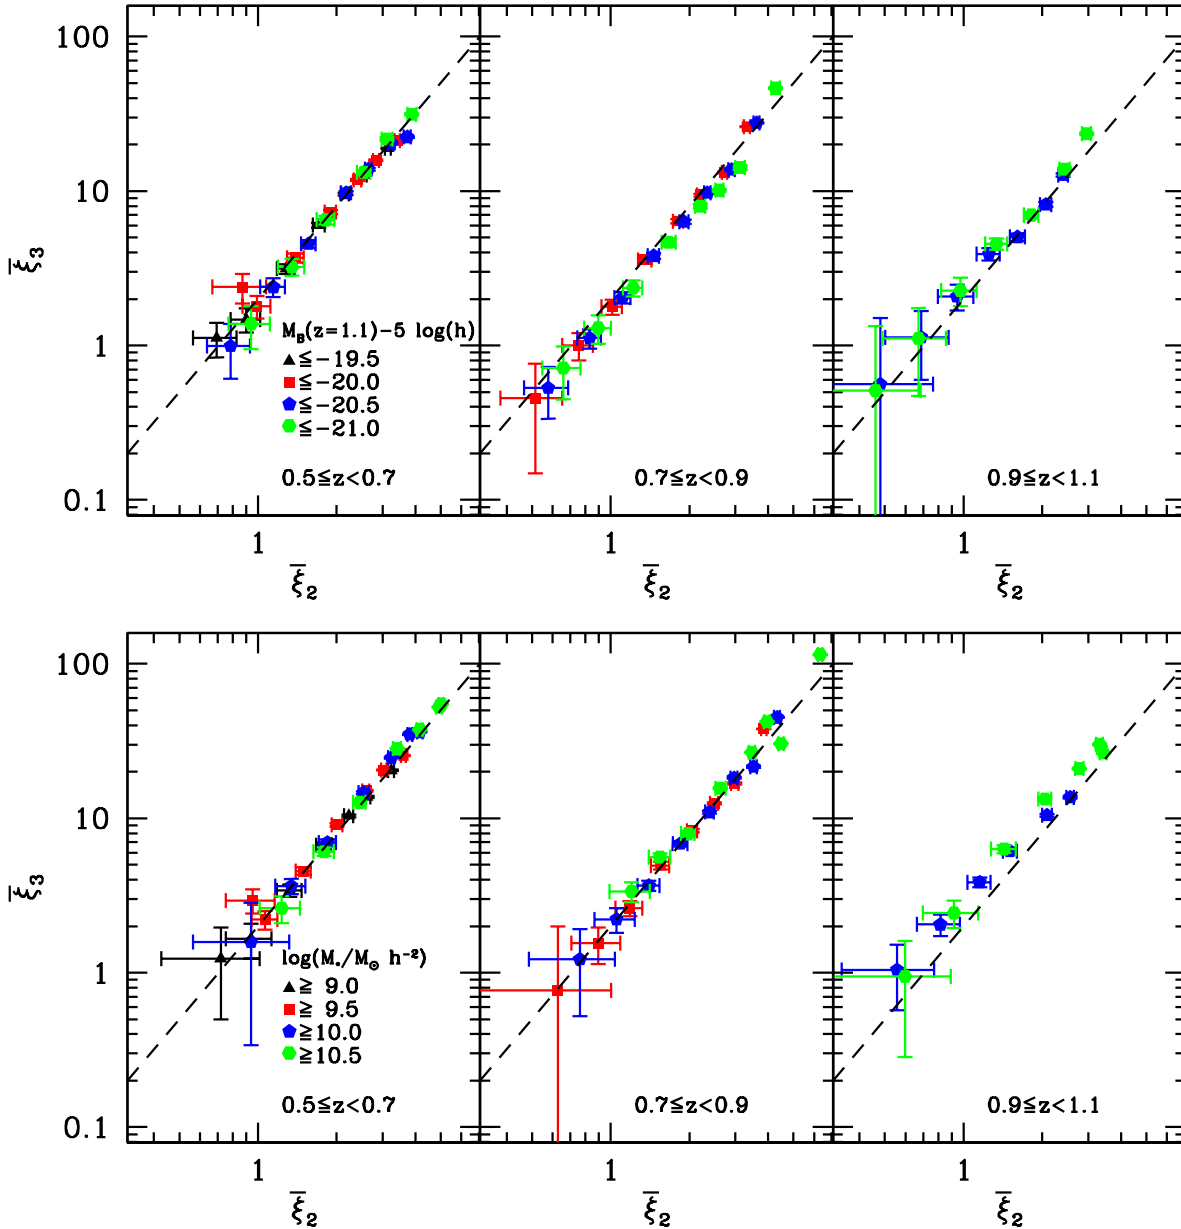 100
10
1
0.1
ξ̅₃
M_B(z=1.1)−5 log(h)
≦−19.5
≦−20.0
≦−20.5
≦−21.0
0.5≦z<0.7
0.7≦z<0.9
0.9≦z<1.1
1 1 1
ξ̅₂ ξ̅₂ ξ̅₂
100
10
1
0.1
ξ̅₃
log(M⋆/M⊙ h⁻²)
≧ 9.0
≧ 9.5
≧10.0
≧10.5
0.5≦z<0.7
0.7≦z<0.9
0.9≦z<1.1
1 1 1
ξ̅₂ ξ̅₂ ξ̅₂